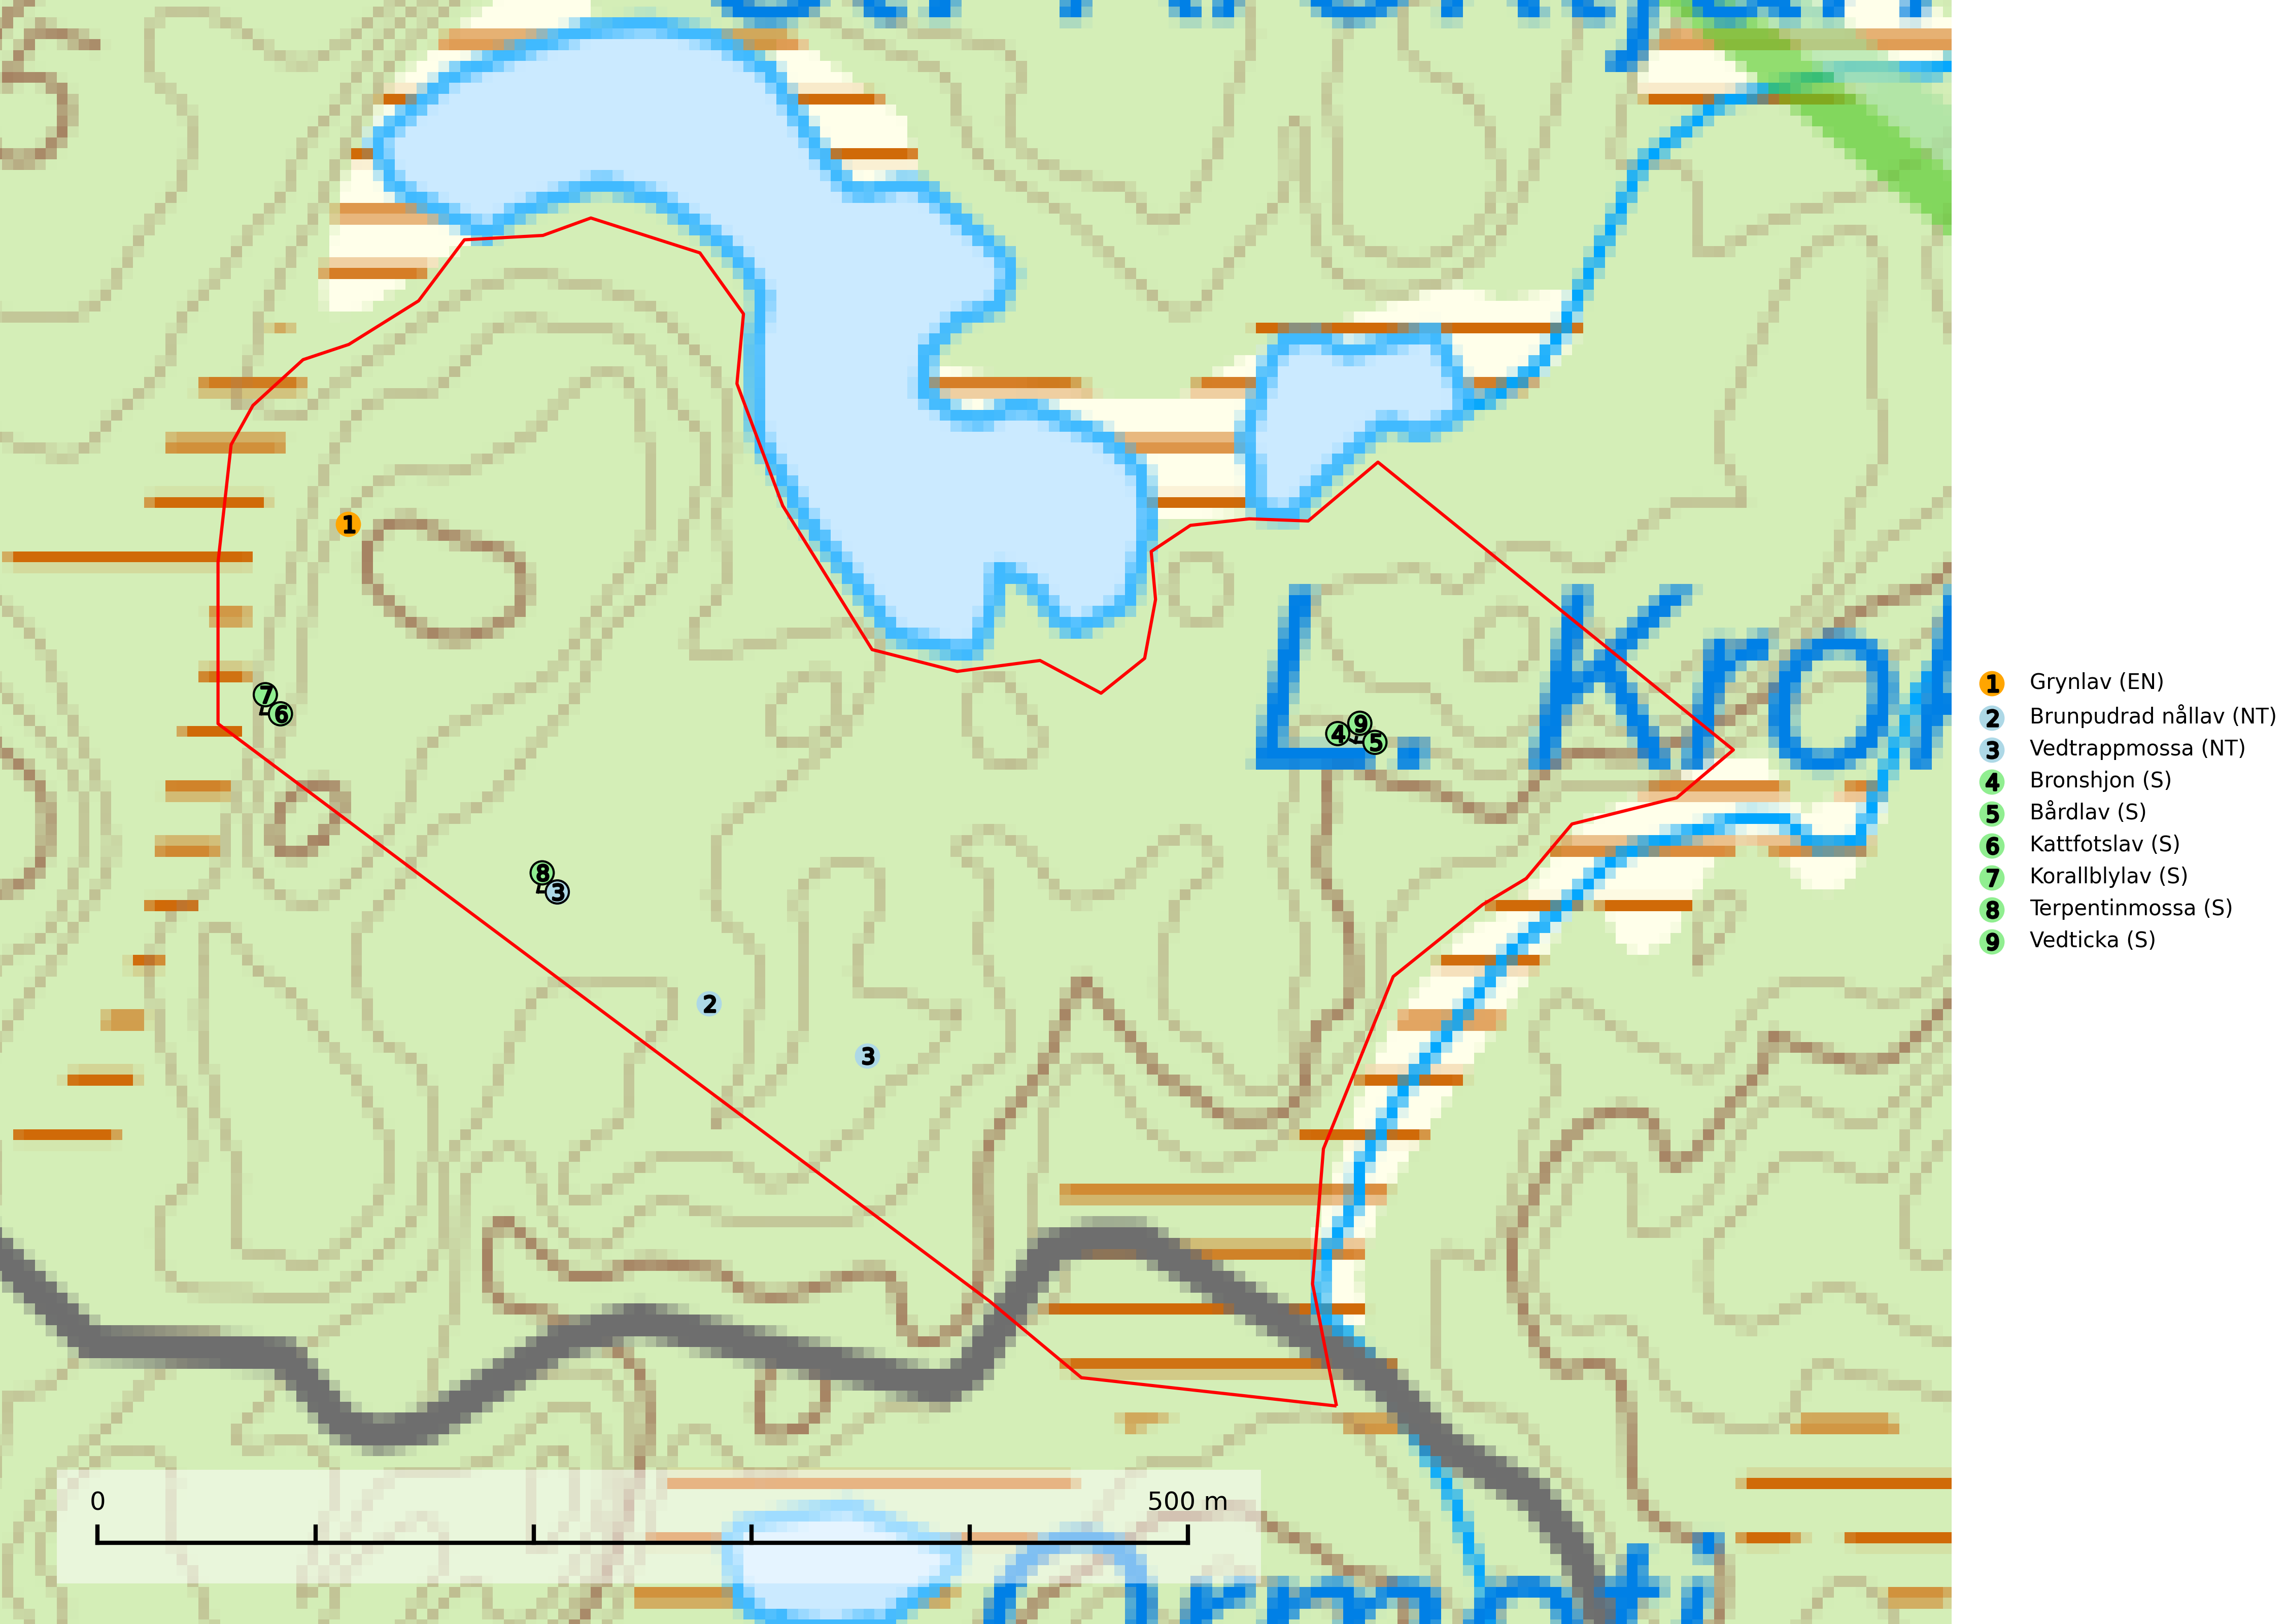 5
1
L. Kro
7
6
4 9 5
8
3
2
3
0 500 m
1 Grynlav (EN)
2 Brunpudrad nållav (NT)
3 Vedtrappmossa (NT)
4 Bronshjon (S)
5 Bårdlav (S)
6 Kattfotslav (S)
7 Korallblylav (S)
8 Terpentinmossa (S)
9 Vedticka (S)